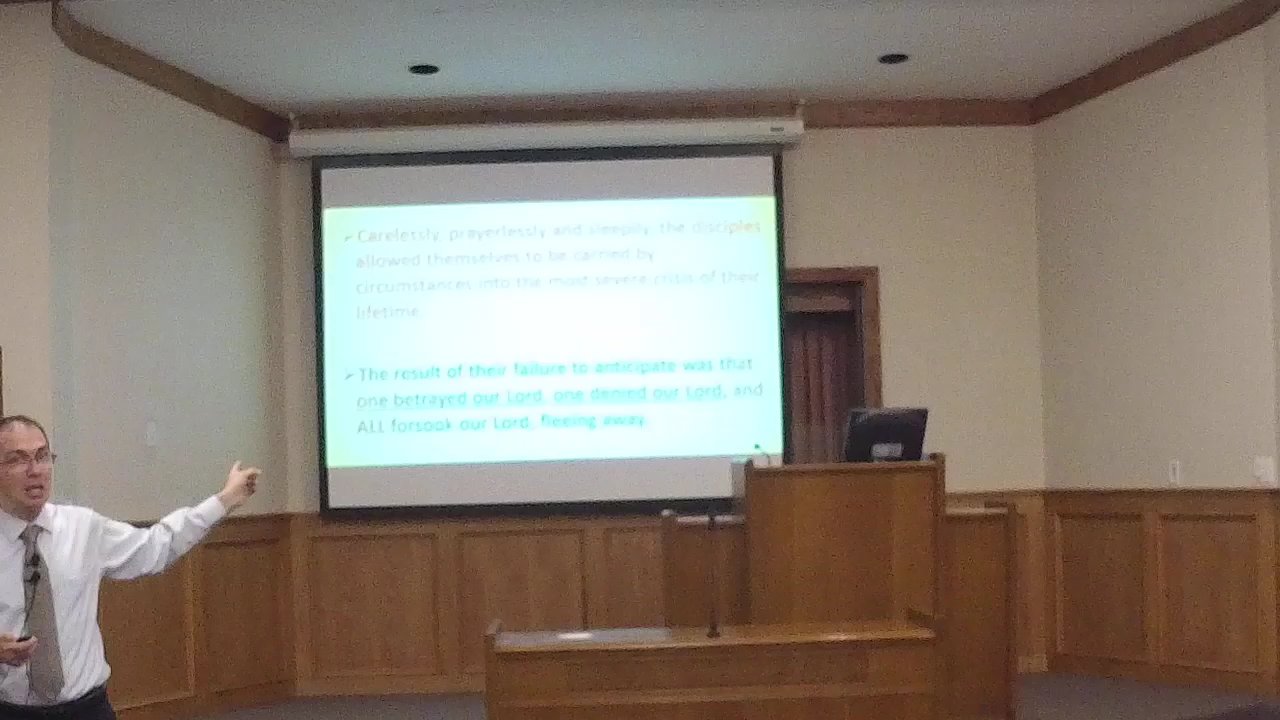 Carelessly, prayerlessly and sleepily, the disciples
allowed themselves to be carried by
circumstances into the most severe crisis of their
lifetime.
The result of their failure to anticipate was that
one betrayed our Lord, one denied our Lord, and
ALL forsook our Lord, fleeing away.